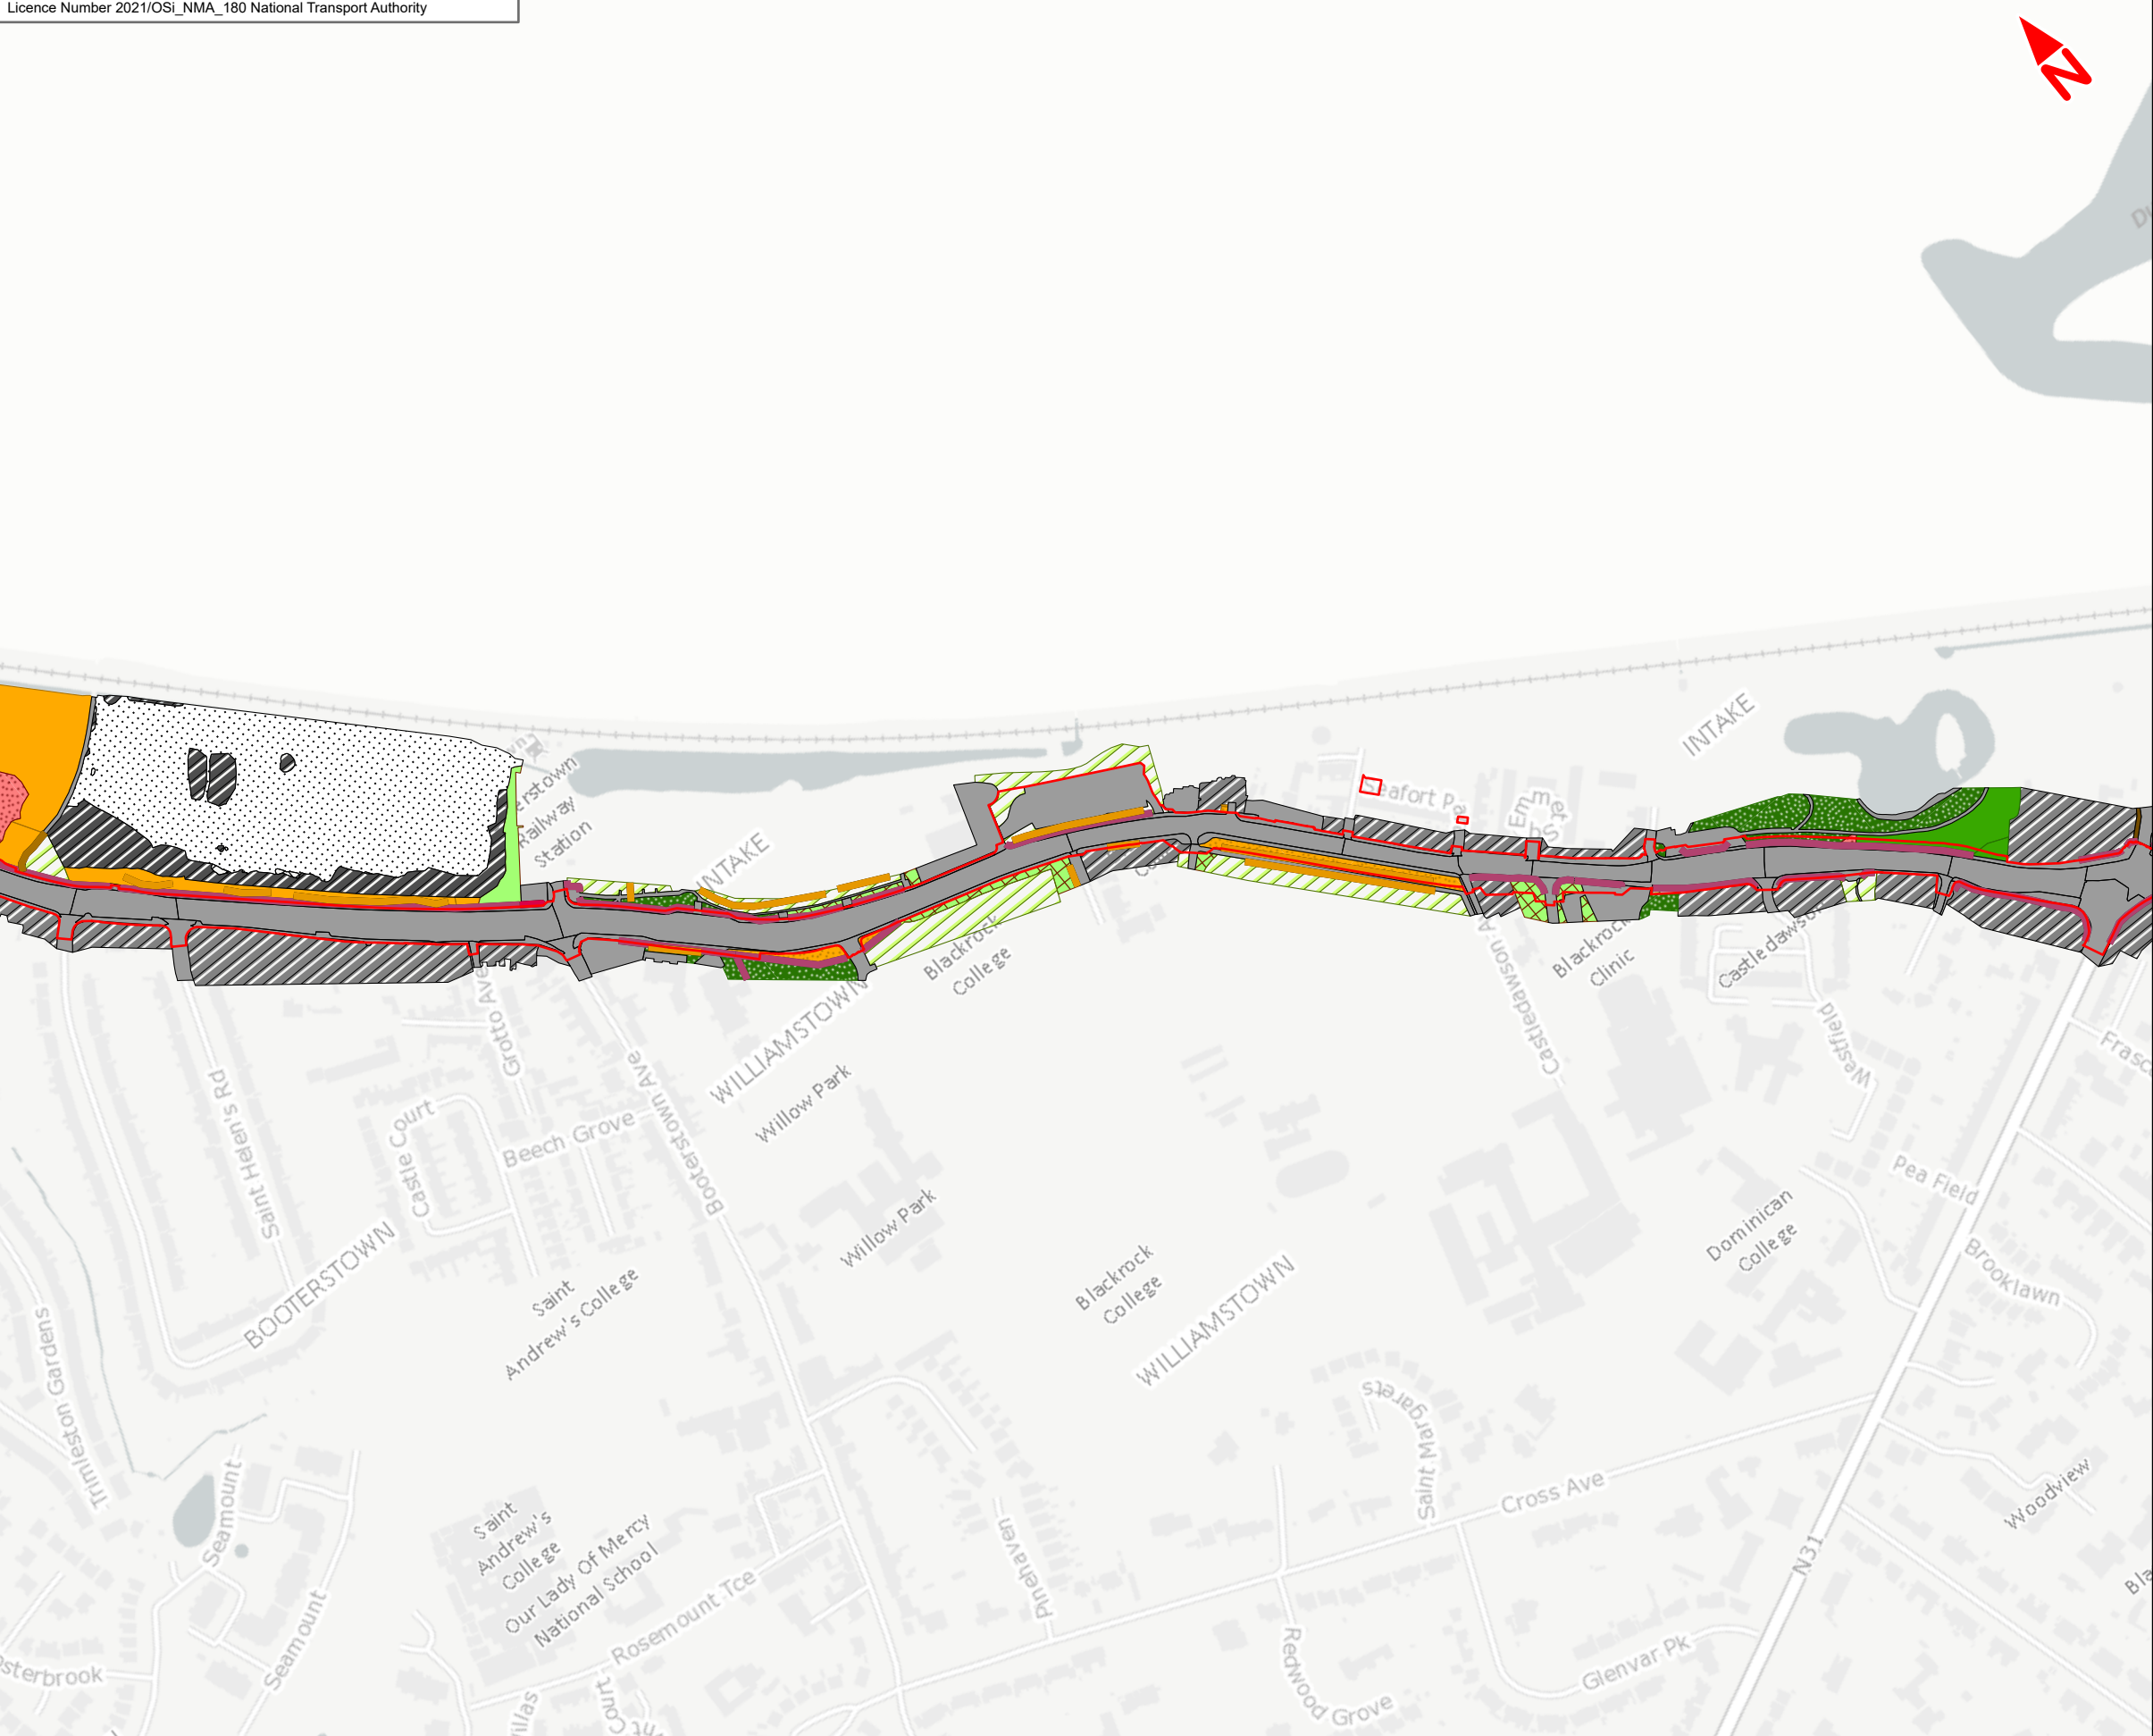 Licence Number 2021/OSi_NMA_180 National Transport Authority
N
INTAKE
Railway
Station
INTAKE
Seafort
Blackrock
College
Blackrock
Clinic
WILLIAMSTOWN
Willow Park
Grotto Ave
Castledawson A
Westfield
Saint Helen's Rd
Castle Court
Beech Grove
Booterstown Ave
Pea Field
Willow Park
Dominican
College
BOOTERSTOWN
Blackrock
College
Brooklawn
Saint
Andrew's College
WILLIAMSTOWN
Trimleston Gardens
Saint Margarets
Cross Ave
Woodview
Seamount
Saint
Andrew's
College
N31
Our Lady Of Mercy
National School
Pinehaven
Rosemount Tce
Seamount
Redwood Grove
Glenvar Pk